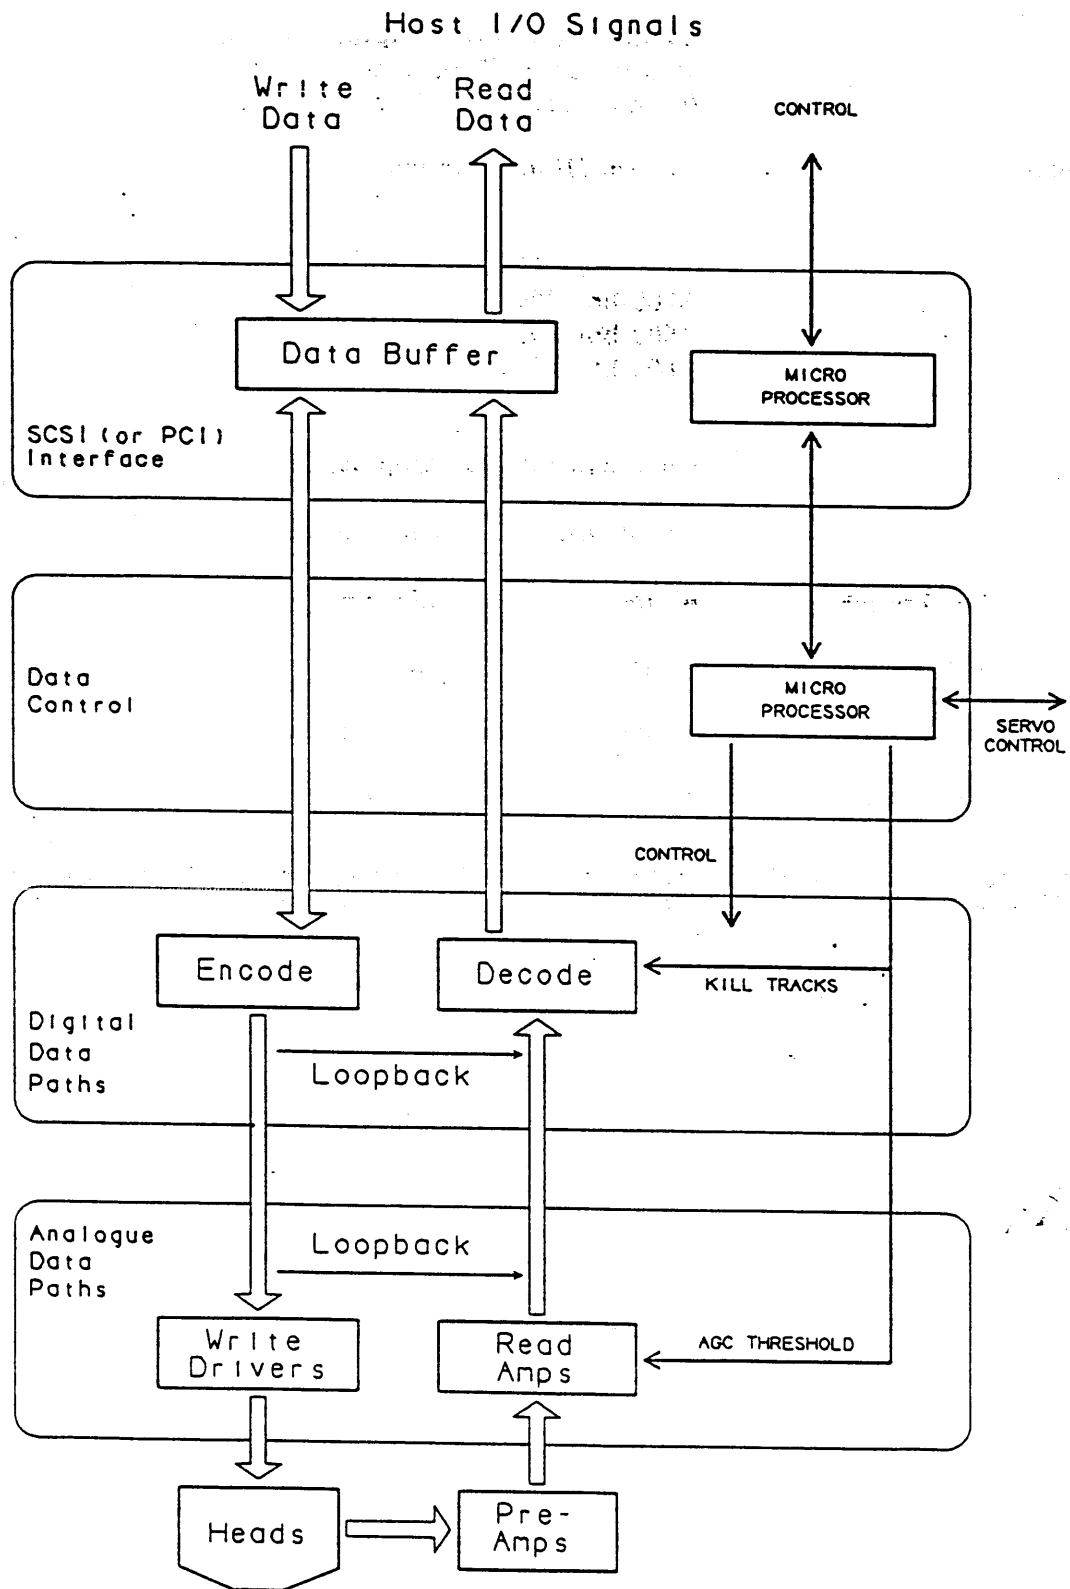 Host I/O Signals
Write
Data
Read
Data
CONTROL
Data Buffer
MICRO
PROCESSOR
SCSI (or PCI)
Interface
Data
Control
MICRO
PROCESSOR
SERVO
CONTROL
CONTROL
Encode
Decode
KILL TRACKS
Digital
Data
Paths
Loopback
Analogue
Data
Paths
Loopback
Write
Drivers
Read
Amps
AGC THRESHOLD
Heads
Pre-
Amps